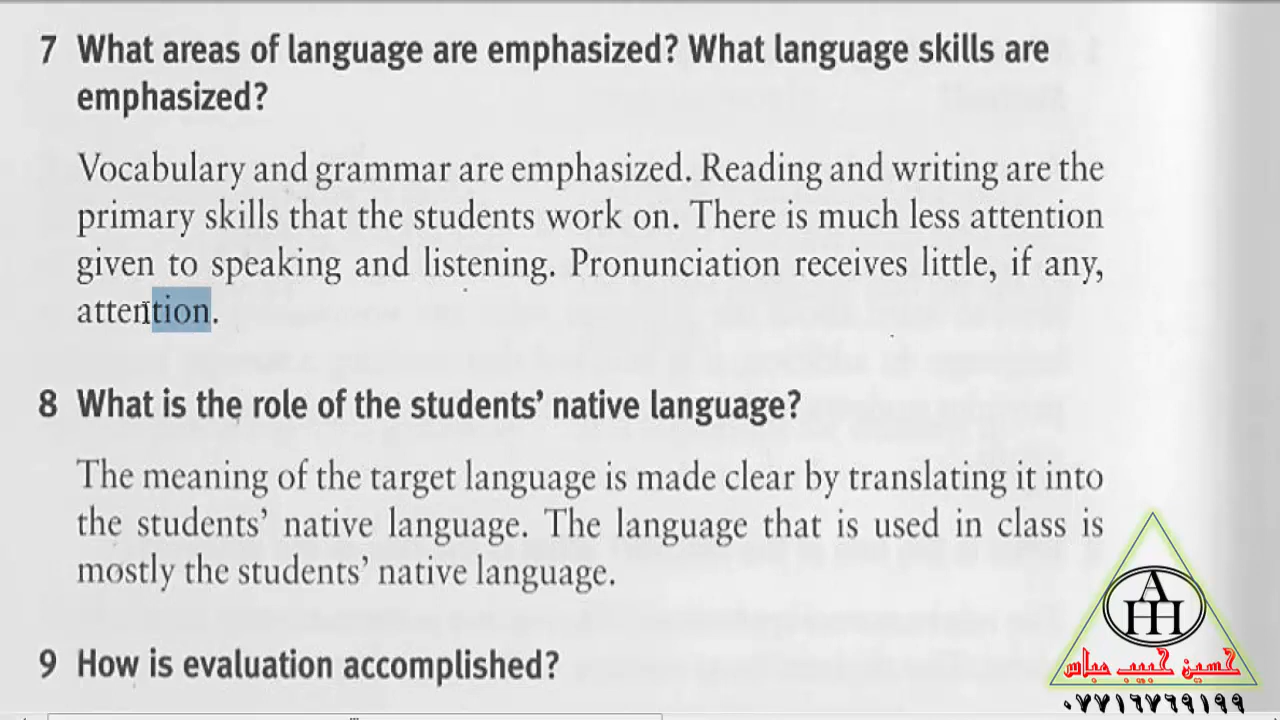 7 What areas of language are emphasized? What language skills are
emphasized?
Vocabulary and grammar are emphasized. Reading and writing are the
primary skills that the students work on. There is much less attention
given to speaking and listening. Pronunciation receives little, if any,
attention.
8 What is the role of the students’ native language?
The meaning of the target language is made clear by translating it into
the students’ native language. The language that is used in class is
mostly the students’ native language.
9 How is evaluation accomplished?
A
HH
حسين حبيب عباس
٠٧٧١٦٧٦٩١٩٩